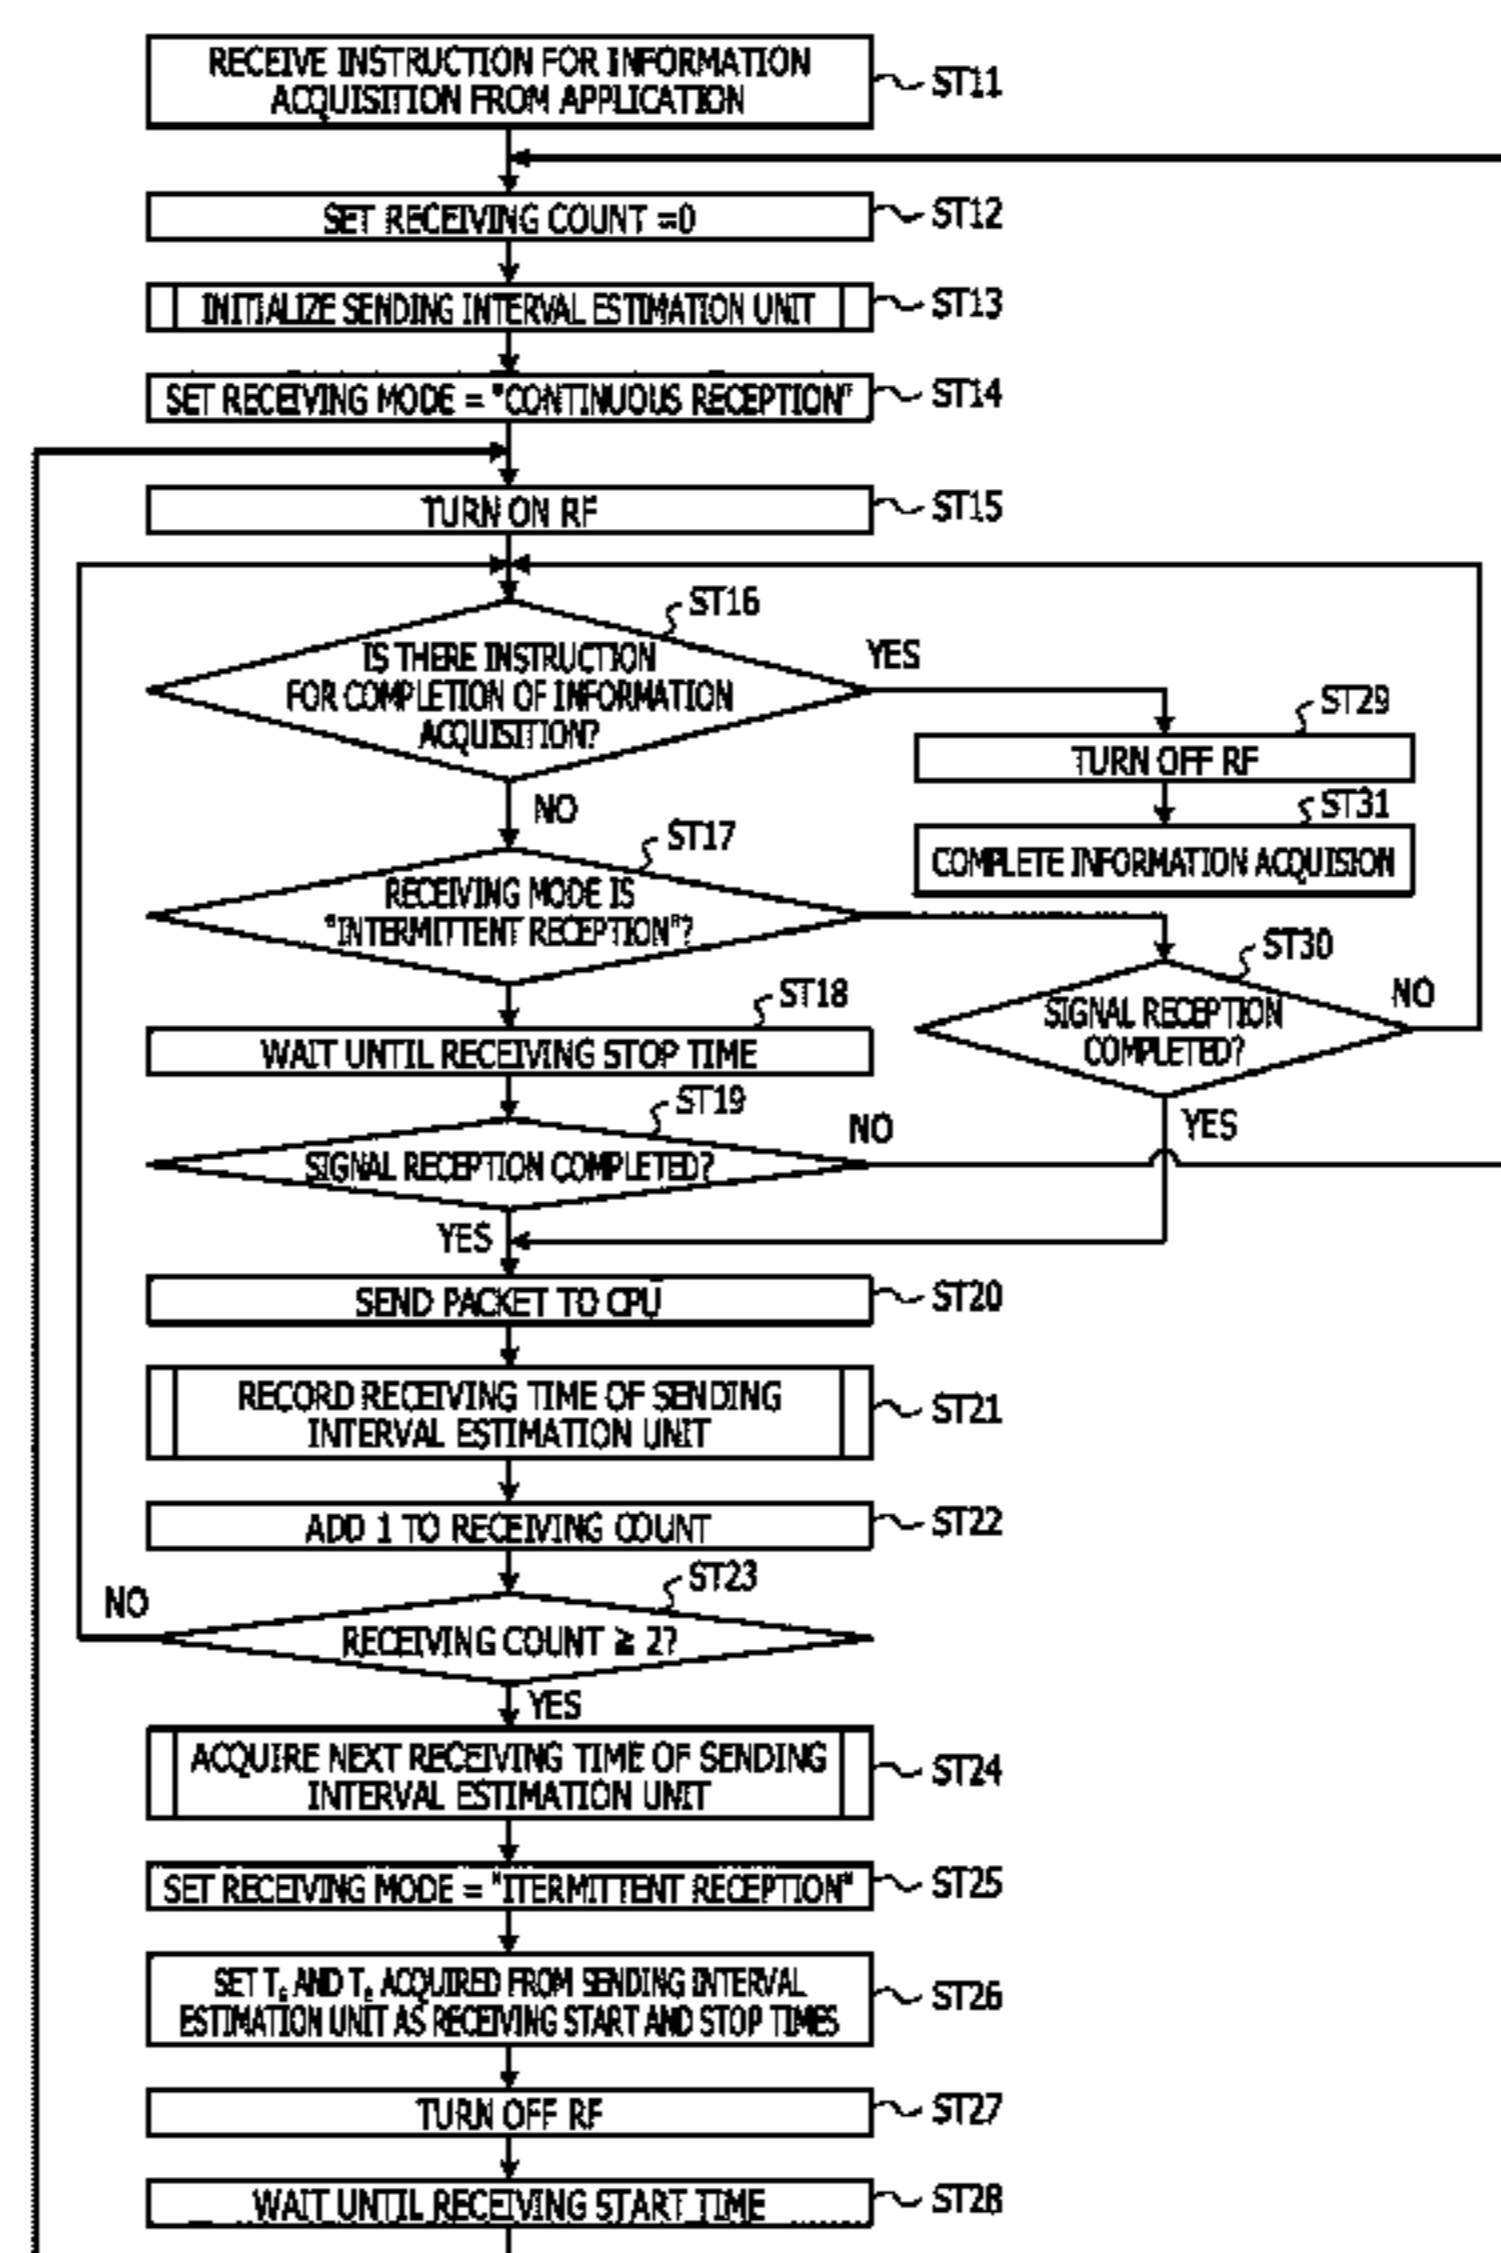 RECEIVE INSTRUCTION FOR INFORMATION
ACQUISITION FROM APPLICATION
ST11
SET RECEIVING COUNT =0
ST12
INITIALIZE SENDING INTERVAL ESTIMATION UNIT
ST13
SET RECEIVING MODE = "CONTINUOUS RECEPTION"
ST14
TURN ON RF
ST15
ST16
IS THERE INSTRUCTION
FOR COMPLETION OF INFORMATION
ACQUISITION?
YES
NO
ST29
TURN OFF RF
ST31
COMPLETE INFORMATION ACQUISION
ST17
RECEIVING MODE IS
"INTERMITTENT RECEPTION"?
ST30
SIGNAL RECEPTION
COMPLETED?
NO
YES
ST18
WAIT UNTIL RECEIVING STOP TIME
ST19
SIGNAL RECEPTION COMPLETED?
NO
YES
SEND PACKET TO CPU
ST20
RECORD RECEIVING TIME OF SENDING
INTERVAL ESTIMATION UNIT
ST21
ADD 1 TO RECEIVING COUNT
ST22
ST23
NO
RECEIVING COUNT ≧ 2?
YES
ACQUIRE NEXT RECEIVING TIME OF SENDING
INTERVAL ESTIMATION UNIT
ST24
SET RECEIVING MODE = "ITERMITTENT RECEPTION"
ST25
SET AND ACQUIRED FROM SENDING INTERVAL
ESTIMATION UNIT AS RECEIVING START AND STOP TIMES
ST26
TURN OFF RF
ST27
WAIT UNTIL RECEIVING START TIME
ST28